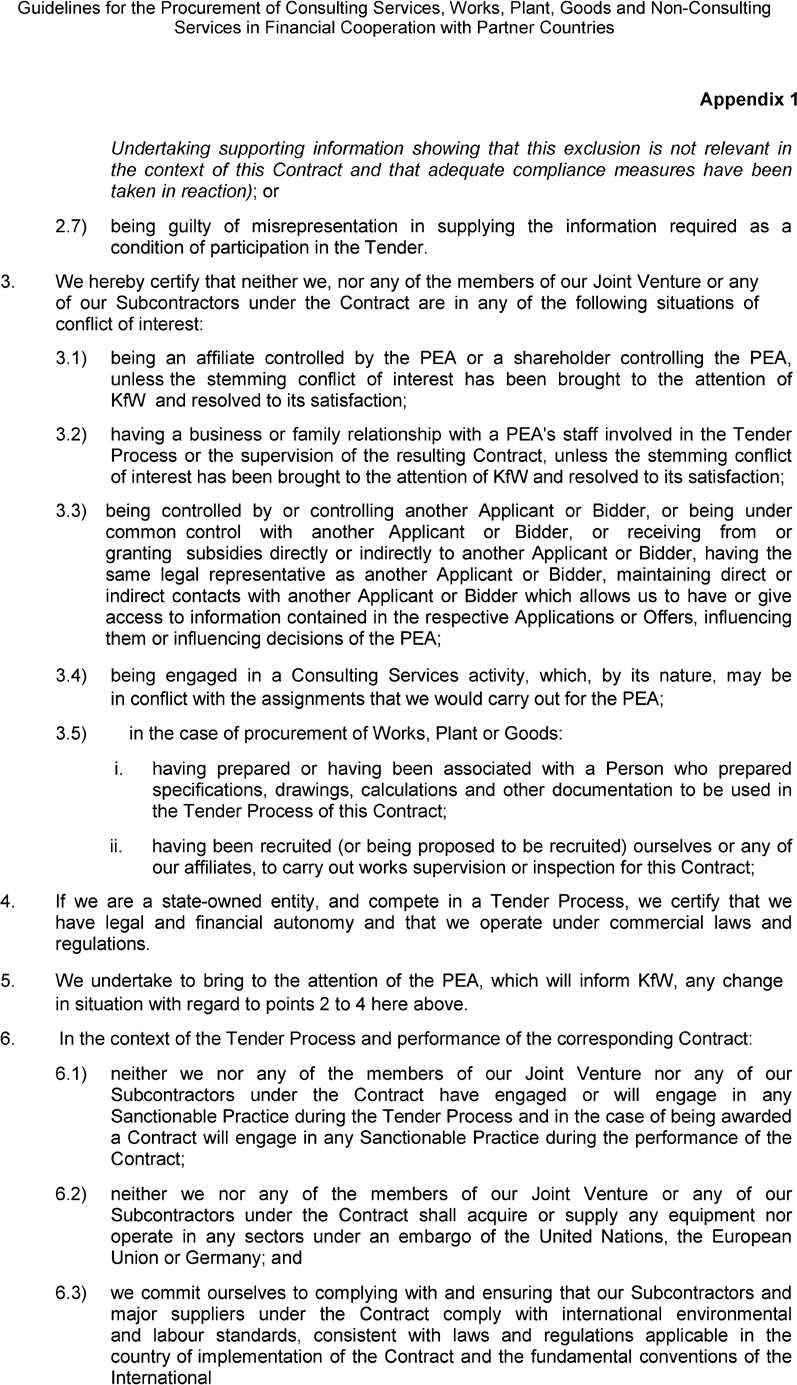 Guidelines for the Procurement of Consulting Services, Works, Plant, Goods and Non-Consulting
Services in Financial Cooperation with Partner Countries
Appendix 1
Undertaking supporting information showing that this exclusion is not relevant in
the context of this Contract and that adequate compliance measures have been
taken in reaction); or
2.7) being guilty of misrepresentation in supplying the information required as a
condition of participation in the Tender.
3. We hereby certify that neither we, nor any of the members of our Joint Venture or any
of our Subcontractors under the Contract are in any of the following situations of
conflict of interest:
3.1) being an affiliate controlled by the PEA or a shareholder controlling the PEA,
unless the stemming conflict of interest has been brought to the attention of
KfW and resolved to its satisfaction;
3.2) having a business or family relationship with a PEA's staff involved in the Tender
Process or the supervision of the resulting Contract, unless the stemming conflict
of interest has been brought to the attention of KfW and resolved to its satisfaction;
3.3) being controlled by or controlling another Applicant or Bidder, or being under
common control with another Applicant or Bidder, or receiving from or
granting subsidies directly or indirectly to another Applicant or Bidder, having the
same legal representative as another Applicant or Bidder, maintaining direct or
indirect contacts with another Applicant or Bidder which allows us to have or give
access to information contained in the respective Applications or Offers, influencing
them or influencing decisions of the PEA;
3.4) being engaged in a Consulting Services activity, which, by its nature, may be
in conflict with the assignments that we would carry out for the PEA;
3.5) in the case of procurement of Works, Plant or Goods:
i. having prepared or having been associated with a Person who prepared
specifications, drawings, calculations and other documentation to be used in
the Tender Process of this Contract;
ii. having been recruited (or being proposed to be recruited) ourselves or any of
our affiliates, to carry out works supervision or inspection for this Contract;
4. If we are a state-owned entity, and compete in a Tender Process, we certify that we
have legal and financial autonomy and that we operate under commercial laws and
regulations.
5. We undertake to bring to the attention of the PEA, which will inform KfW, any change
in situation with regard to points 2 to 4 here above.
6. In the context of the Tender Process and performance of the corresponding Contract:
6.1) neither we nor any of the members of our Joint Venture nor any of our
Subcontractors under the Contract have engaged or will engage in any
Sanctionable Practice during the Tender Process and in the case of being awarded
a Contract will engage in any Sanctionable Practice during the performance of the
Contract;
6.2) neither we nor any of the members of our Joint Venture or any of our
Subcontractors under the Contract shall acquire or supply any equipment nor
operate in any sectors under an embargo of the United Nations, the European
Union or Germany; and
6.3) we commit ourselves to complying with and ensuring that our Subcontractors and
major suppliers under the Contract comply with international environmental
and labour standards, consistent with laws and regulations applicable in the
country of implementation of the Contract and the fundamental conventions of the
International